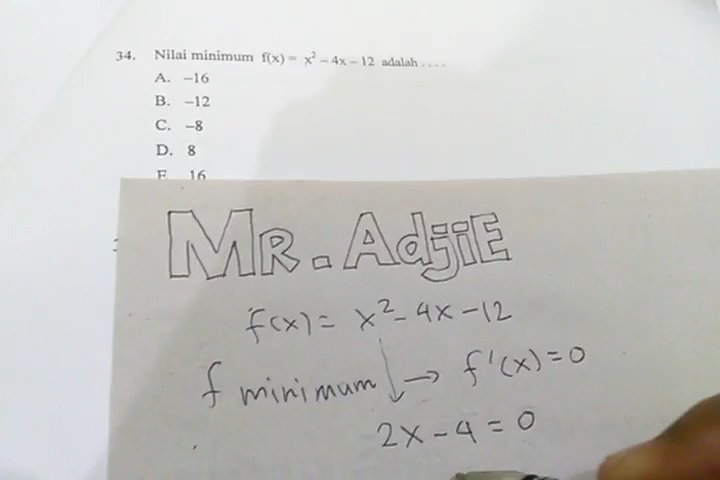 34. Nilai minimum f(x) = x² – 4x – 12 adalah . . . .
A. –16
B. –12
C. –8
D. 8
E 16
MR. AdjiE
f(x) = x² - 4x - 12
f minimum → f'(x) = 0
2x - 4 = 0